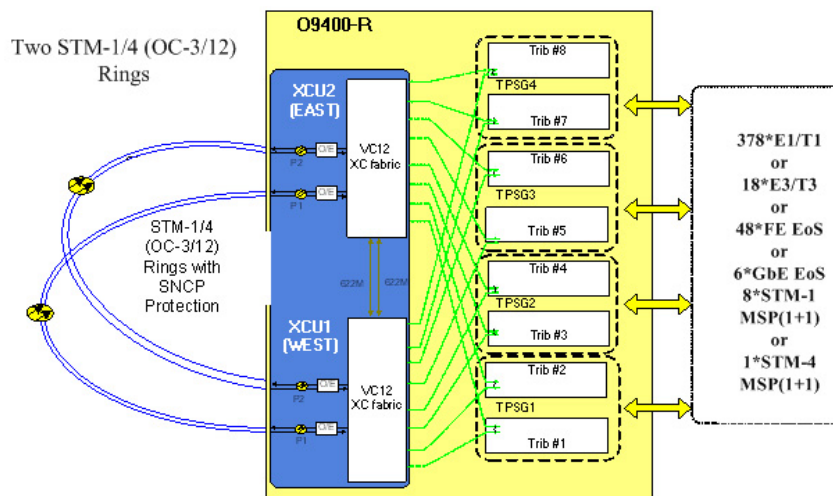 O9400-R
Two STM-1/4 (OC-3/12)
Rings
XCU2
(EAST)
VC12
XC fabric
P2
O/E
P1
O/E
STM-1/4
(OC-3/12)
Rings with
SNCP
Protection
622M
622M
XCU1
(WEST)
VC12
XC fabric
P2
O/E
P1
O/E
Trib #8
TPSG4
Trib #7
Trib #6
TPSG3
Trib #5
Trib #4
TPSG2
Trib #3
Trib #2
TPSG1
Trib #1
378*E1/T1
or
18*E3/T3
or
48*FE EoS
or
6*GbE EoS
8*STM-1
MSP(1+1)
or
1*STM-4
MSP(1+1)